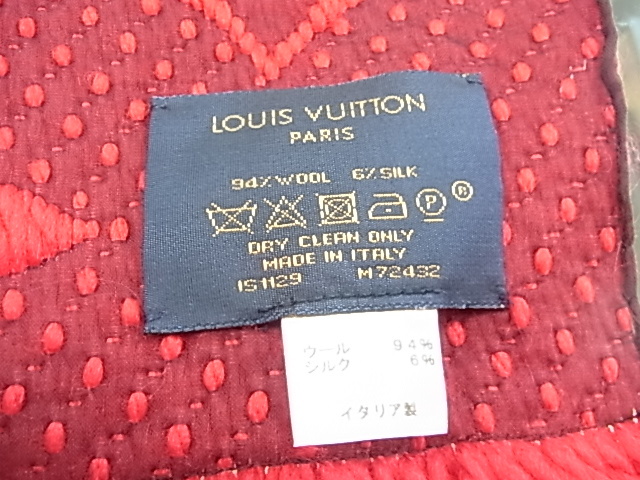 LOUIS VUITTON
PARIS
94% WOOL 6% SILK
P
®
DRY CLEAN ONLY
MADE IN ITALY
IS1129 M72432
ウール 94%
シルク 6%
イタリア製